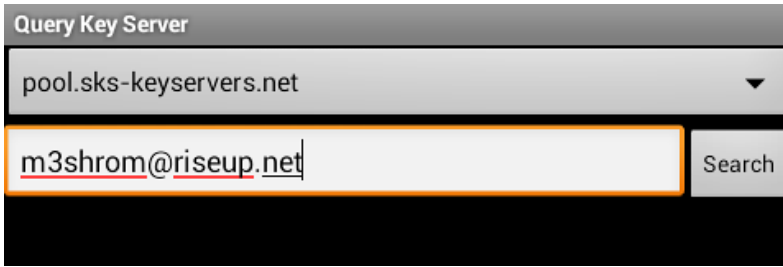 Query Key Server
pool.sks-keyservers.net
m3shrom@riseup.net
Search